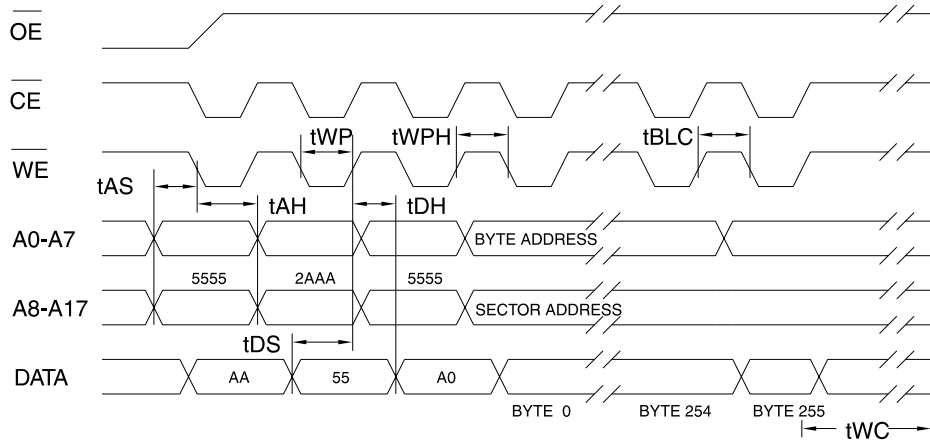 OE
CE
tWP tWPH tBLC
WE
tAS
tAH tDH
A0-A7 BYTE ADDRESS
5555 2AAA 5555
A8-A17 SECTOR ADDRESS
tDS
DATA AA 55 A0
BYTE 0 BYTE 254 BYTE 255
tWC